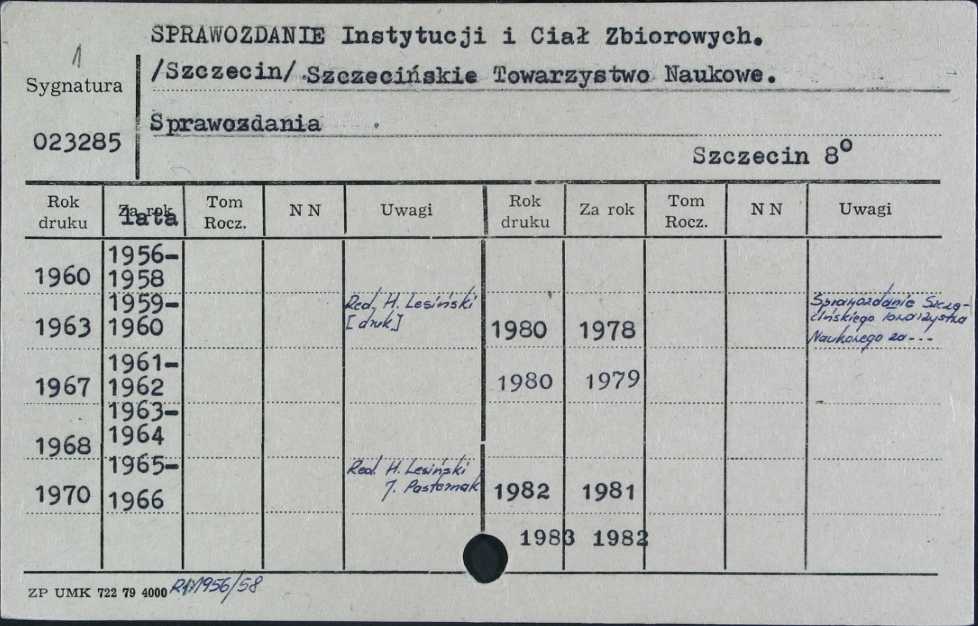 1
SPRAWOZDANIE Instytucji i Ciał Zbiorowych.
Sygnatura
/Szczecin/ Szczecińskie Towarzystwo Naukowe.
Sprawozdania
023285
Szczecin 8°
Rok druku Za rok lata Tom Rocz. N N Uwagi Rok druku Za rok Tom Rocz. N N Uwagi
1960 1956-1958
1963 1959-1960 Red. H. Lesiński [druk] 1980 1978 Sprawozdanie Szczecińskiego Towarzystwa Naukowego za ---
1967 1961-1962 1980 1979
1968 1963-1964
1970 1965-1966 Red. H. Lesiński J. Pasternak 1982 1981
1983 1982
ZP UMK 722 79 4000 R.1:1956/58